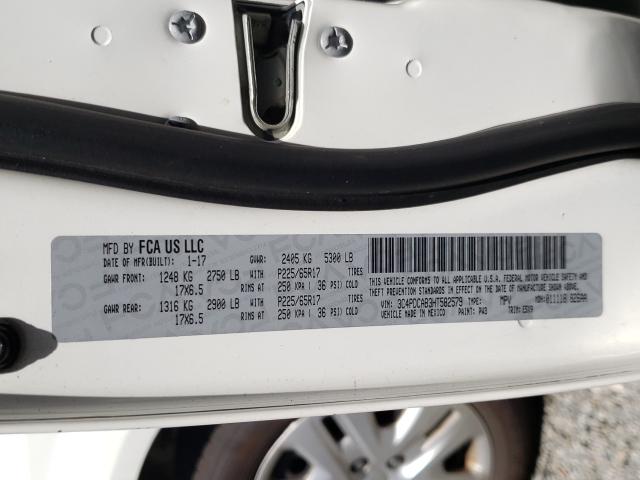 MFD BY FCA US LLC
DATE OF MFR(BUILT): 1-17 GVWR: 2405 KG 5300 LB
GAWR FRONT: 1248 KG 2750 LB WITH P225/65R17 TIRES
17X6.5 RIMS AT 250 KPA ( 36 PSI) COLD
GAWR REAR: 1316 KG 2900 LB WITH P225/65R17 TIRES
17X6.5 RIMS AT 250 KPA ( 36 PSI) COLD
THIS VEHICLE CONFORMS TO ALL APPLICABLE U.S.A. FEDERAL MOTOR VEHICLE SAFETY AND
THEFT PREVENTION STANDARDS IN EFFECT ON THE DATE OF MANUFACTURE SHOWN ABOVE.
VIN: 3C4PDCAB3HT582579 TYPE: MPV MDH: 011118
VEHICLE MADE IN MEXICO PAINT: PW3 TRIM: